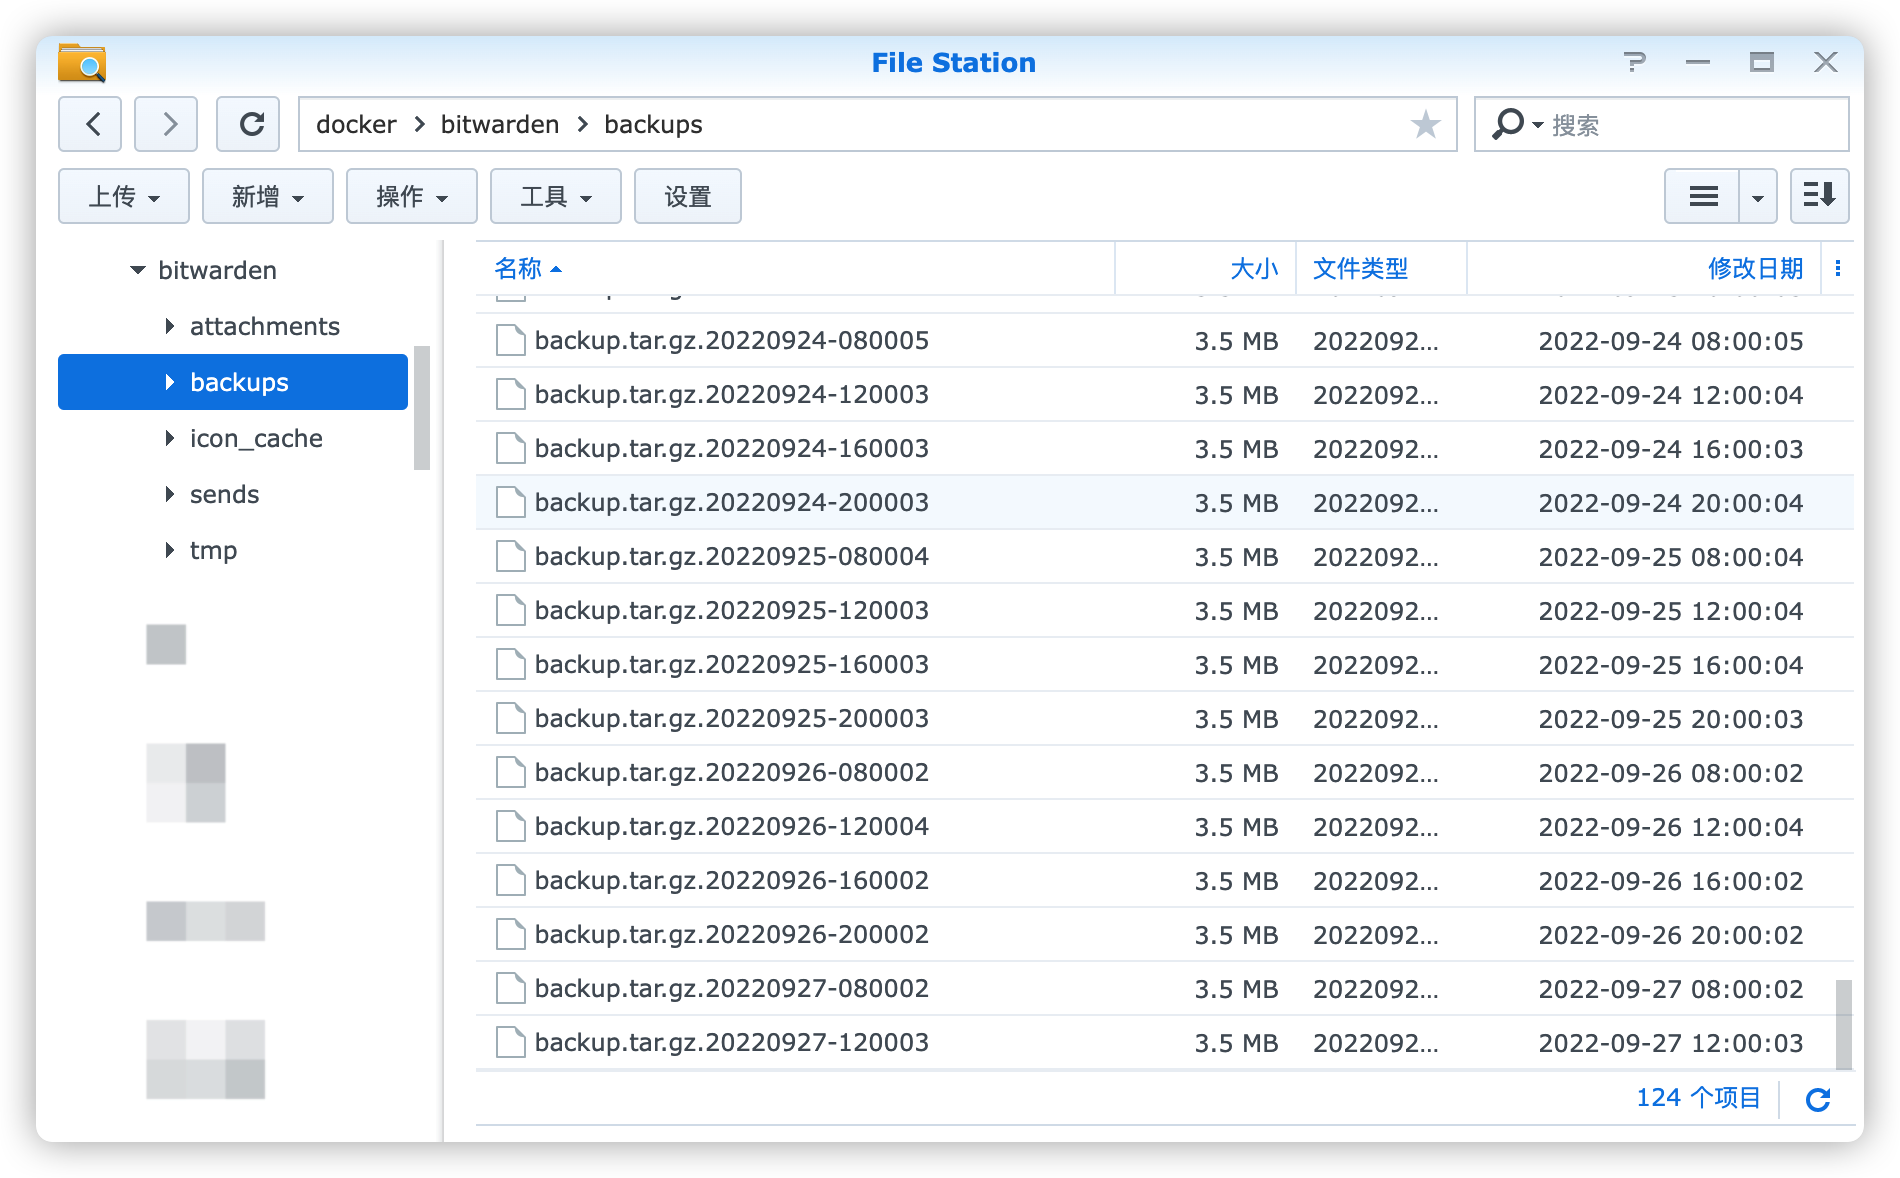 File Station
docker > bitwarden > backups
搜索
上传 新增 操作 工具 设置
bitwarden
attachments
backups
icon_cache
sends
tmp
名称 大小 文件类型 修改日期
backup.tar.gz.20220924-080005 3.5 MB 2022092... 2022-09-24 08:00:05
backup.tar.gz.20220924-120003 3.5 MB 2022092... 2022-09-24 12:00:04
backup.tar.gz.20220924-160003 3.5 MB 2022092... 2022-09-24 16:00:03
backup.tar.gz.20220924-200003 3.5 MB 2022092... 2022-09-24 20:00:04
backup.tar.gz.20220925-080004 3.5 MB 2022092... 2022-09-25 08:00:04
backup.tar.gz.20220925-120003 3.5 MB 2022092... 2022-09-25 12:00:04
backup.tar.gz.20220925-160003 3.5 MB 2022092... 2022-09-25 16:00:04
backup.tar.gz.20220925-200003 3.5 MB 2022092... 2022-09-25 20:00:03
backup.tar.gz.20220926-080002 3.5 MB 2022092... 2022-09-26 08:00:02
backup.tar.gz.20220926-120004 3.5 MB 2022092... 2022-09-26 12:00:04
backup.tar.gz.20220926-160002 3.5 MB 2022092... 2022-09-26 16:00:02
backup.tar.gz.20220926-200002 3.5 MB 2022092... 2022-09-26 20:00:02
backup.tar.gz.20220927-080002 3.5 MB 2022092... 2022-09-27 08:00:02
backup.tar.gz.20220927-120003 3.5 MB 2022092... 2022-09-27 12:00:03
124 个项目